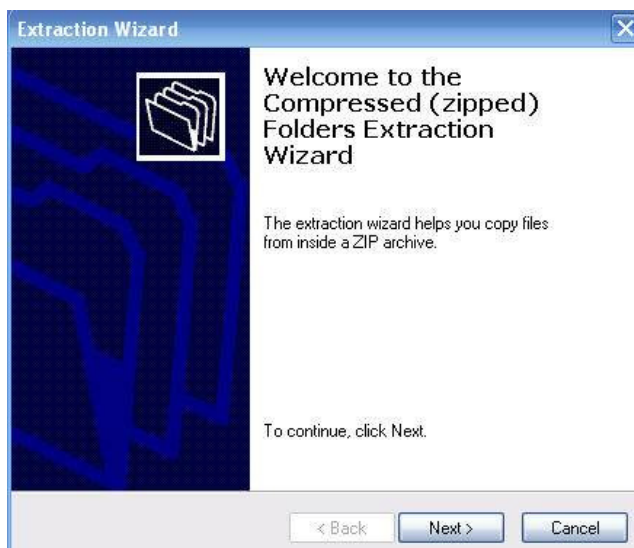 Extraction Wizard
Welcome to the
Compressed (zipped)
Folders Extraction
Wizard
The extraction wizard helps you copy files
from inside a ZIP archive.
To continue, click Next.
< Back Next > Cancel